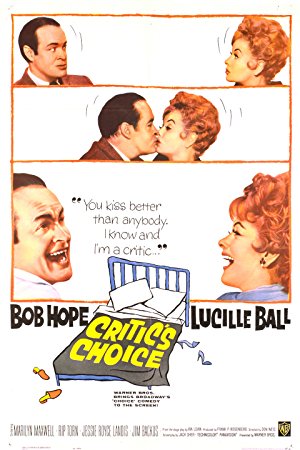 "You kiss better
than anybody.
I know and
I'm a critic..."
BOB HOPE LUCILLE BALL
CRITIC'S
CHOICE
WARNER BROS.
BRINGS BROADWAY'S
'CHOICE' COMEDY
TO THE SCREEN!
MARILYN MAXWELL · RIP TORN · JESSIE ROYCE LANDIS · JIM BACKUS
WB